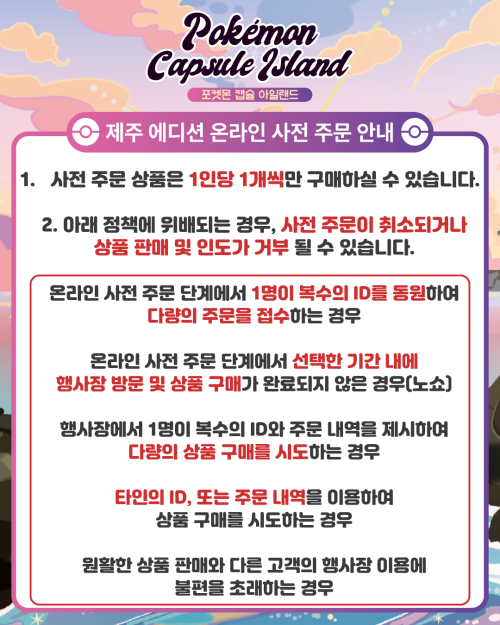 Pokémon
Capsule Island
포켓몬 캡슐 아일랜드
제주 에디션 온라인 사전 주문 안내
1. 사전 주문 상품은 1인당 1개씩만 구매하실 수 있습니다.
2. 아래 정책에 위배되는 경우, 사전 주문이 취소되거나
상품 판매 및 인도가 거부 될 수 있습니다.
온라인 사전 주문 단계에서 1명이 복수의 ID를 동원하여
다량의 주문을 접수하는 경우
온라인 사전 주문 단계에서 선택한 기간 내에
행사장 방문 및 상품 구매가 완료되지 않은 경우(노쇼)
행사장에서 1명이 복수의 ID와 주문 내역을 제시하여
다량의 상품 구매를 시도하는 경우
타인의 ID, 또는 주문 내역을 이용하여
상품 구매를 시도하는 경우
원활한 상품 판매와 다른 고객의 행사장 이용에
불편을 초래하는 경우